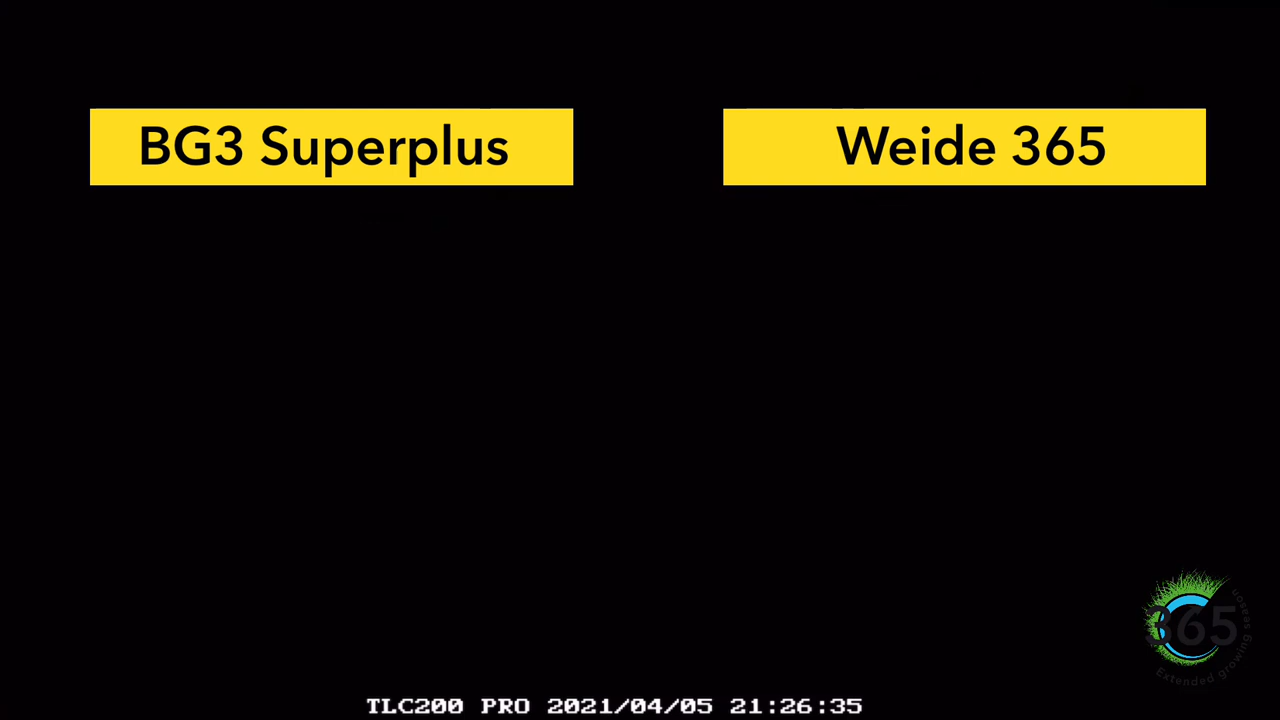 BG3 Superplus
Weide 365
365
Extended growing season
TLC200 PRO 2021/04/05 21:26:35